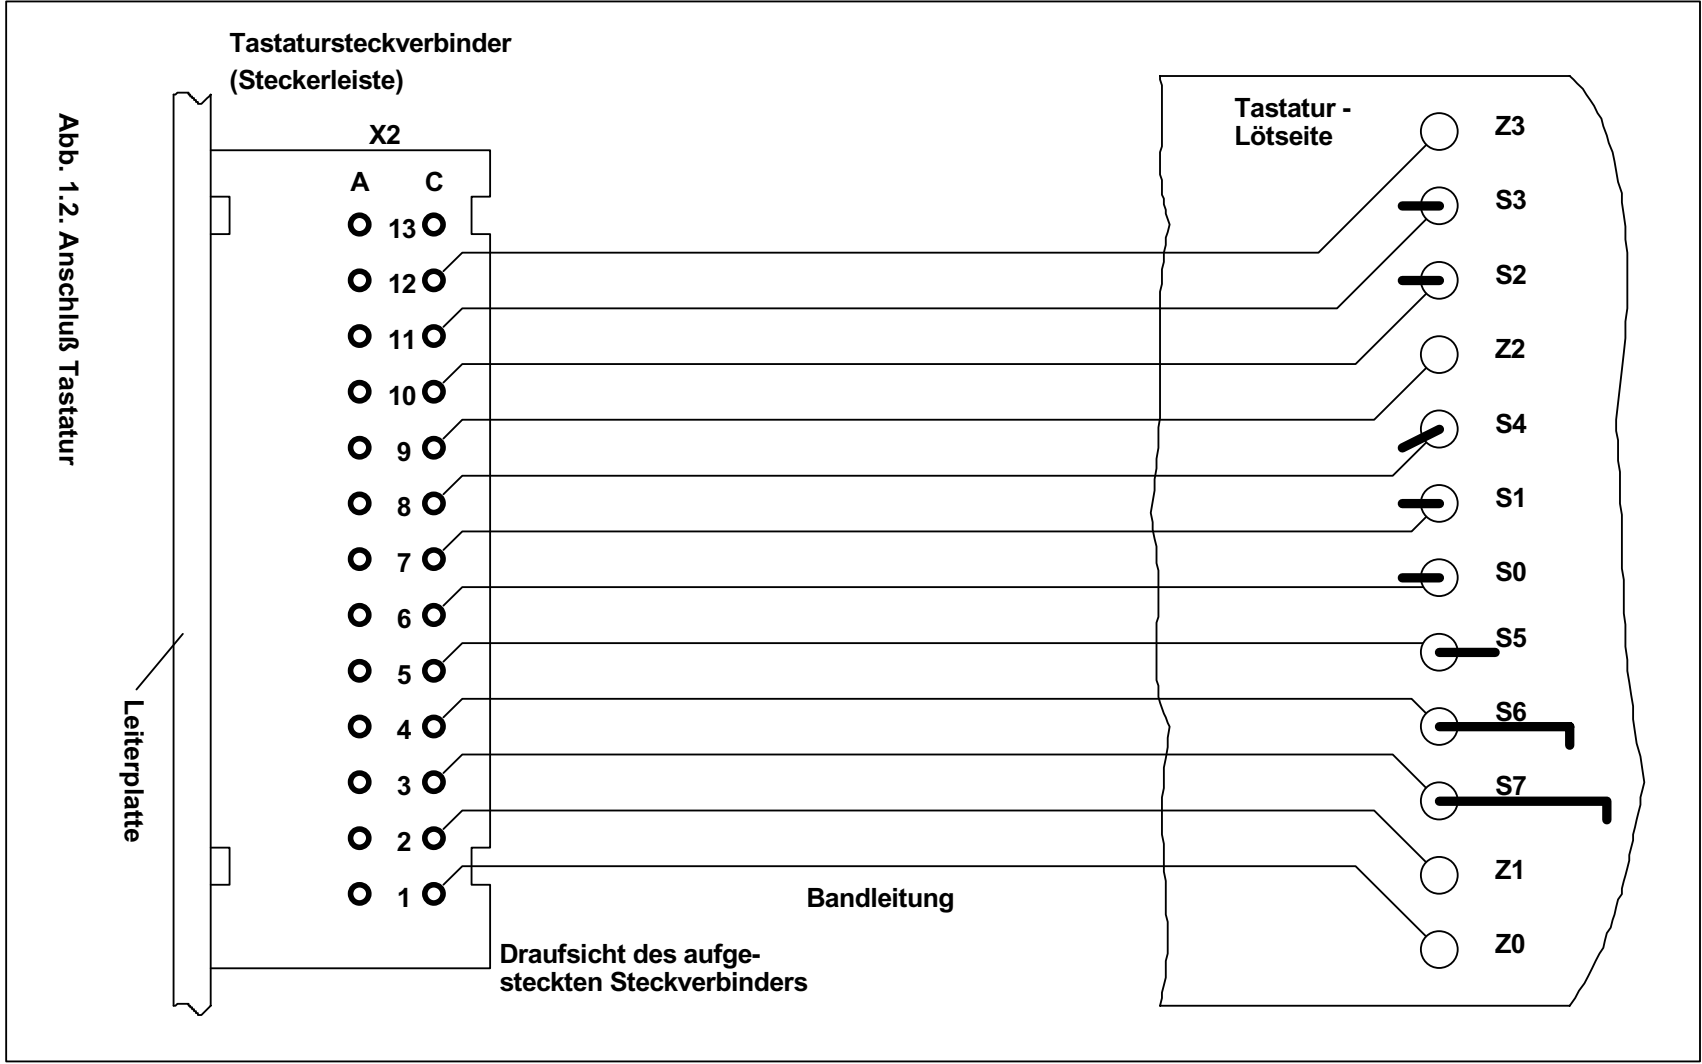 Abb. 1.2. Anschluß Tastatur
Tastatursteckverbinder
(Steckerleiste)
X2
A C
13
12
11
10
9
8
7
6
5
4
3
2
1
Leiterplatte
Draufsicht des aufge-
steckten Steckverbinders
Bandleitung
Tastatur -
Lötseite
Z3
S3
S2
Z2
S4
S1
S0
S5
S6
S7
Z1
Z0